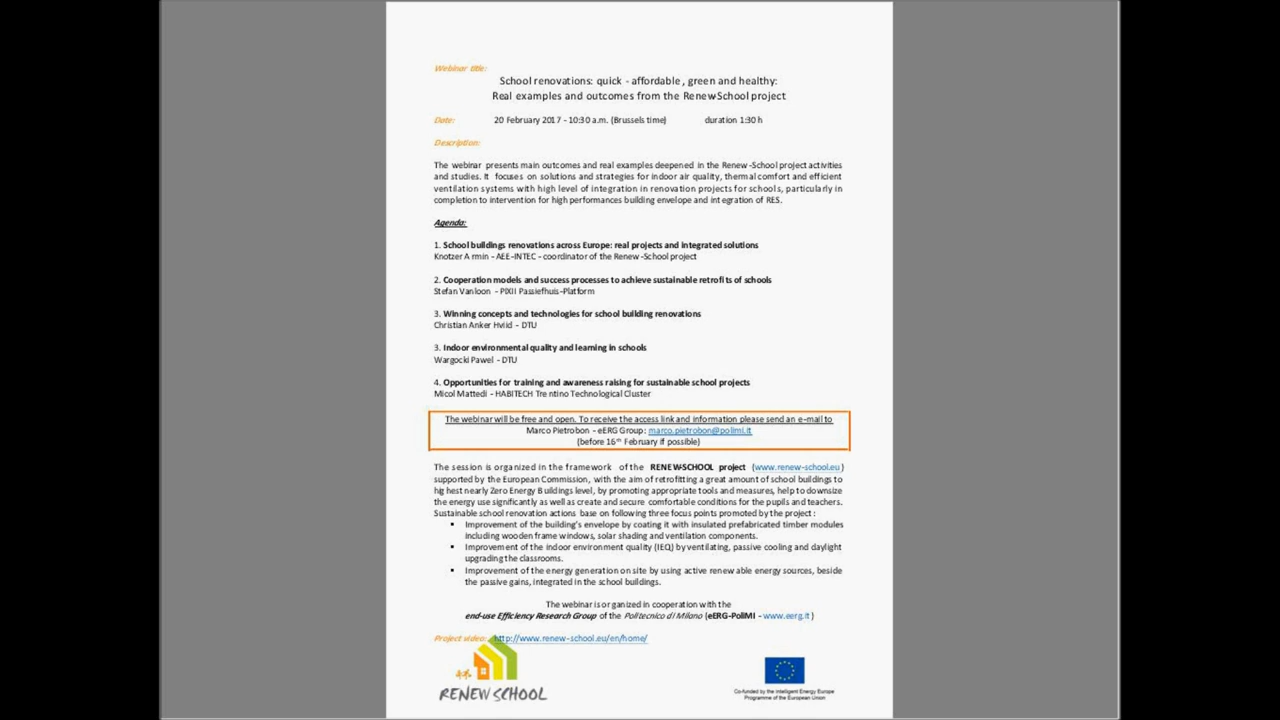 Webinar title:
School renovations: quick - affordable, green and healthy:
Real examples and outcomes from the Renew-School project
Date: 20 February 2017 - 10:30 a.m. (Brussels time) duration 1:30 h
Description:
The webinar presents main outcomes and real examples deepened in the Renew-School project activities
and studies. It focuses on solutions and strategies for indoor air quality, thermal comfort and efficient
ventilation systems with high level of integration in renovation projects for schools, particularly in
completion to intervention for high performances building envelope and integration of RES.
Agenda:
1. School buildings renovations across Europe: real projects and integrated solutions
Knotzer Armin - AEE-INTEC - coordinator of the Renew-School project
2. Cooperation models and success processes to achieve sustainable retrofits of schools
Stefan Vanloon - PIXII Passiefhuis-Platform
3. Winning concepts and technologies for school building renovations
Christian Anker Hviid - DTU
3. Indoor environmental quality and learning in schools
Wargocki Pawel - DTU
4. Opportunities for training and awareness raising for sustainable school projects
Micol Mattedi - HABITECH Trentino Technological Cluster
The webinar will be free and open. To receive the access link and information please send an e-mail to
Marco Pietrobon - eERG Group: marco.pietrobon@polimi.it
(before 16th February if possible)
The session is organized in the framework of the RENEW-SCHOOL project (www.renew-school.eu)
supported by the European Commission, with the aim of retrofitting a great amount of school buildings to
highest nearly Zero Energy Buildings level, by promoting appropriate tools and measures, help to downsize
the energy use significantly as well as create and secure comfortable conditions for the pupils and teachers.
Sustainable school renovation actions base on following three focus points promoted by the project:
▪ Improvement of the building's envelope by coating it with insulated prefabricated timber modules
including wooden frame windows, solar shading and ventilation components.
▪ Improvement of the indoor environment quality (IEQ) by ventilating, passive cooling and daylight
upgrading the classrooms.
▪ Improvement of the energy generation on site by using active renewable energy sources, beside
the passive gains, integrated in the school buildings.
The webinar is organized in cooperation with the
end-use Efficiency Research Group of the Politecnico di Milano (eERG-PoliMI - www.eerg.it)
Project video: http://www.renew-school.eu/en/home/
RENEW SCHOOL
Co-funded by the Intelligent Energy Europe
Programme of the European Union